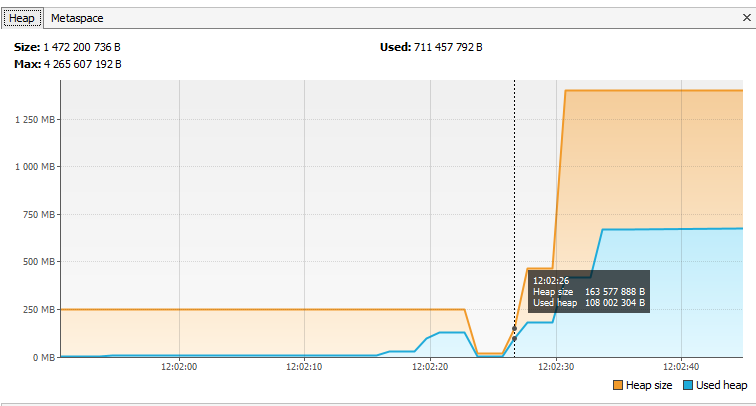 Heap Metaspace ×
Size: 1 472 200 736 B Used: 711 457 792 B
Max: 4 265 607 192 B
1 250 MB
1 000 MB
750 MB
500 MB
250 MB
0 MB
12:02:26
Heap size 163 577 888 B
Used heap 108 002 304 B
12:02:00 12:02:10 12:02:20 12:02:30 12:02:40
Heap size Used heap